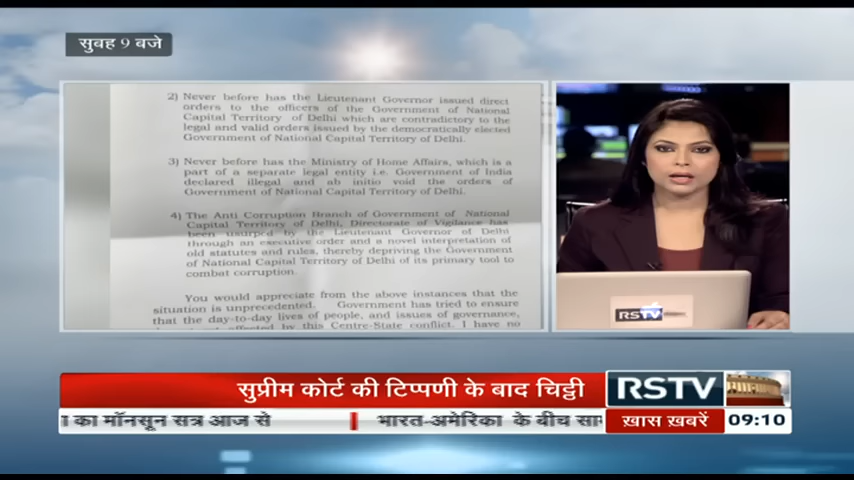 सुबह 9 बजे
2) Never before has the Lieutenant Governor issued direct
orders to the officers of the Government of National
Capital Territory of Delhi which are contradictory to the
legal and valid orders issued by the democratically elected
Government of National Capital Territory of Delhi.
3) Never before has the Ministry of Home Affairs, which is a
part of a separate legal entity i.e. Government of India
declared illegal and ab initio void the orders of
Government of National Capital Territory of Delhi.
4) The Anti Corruption Branch of Government of National
Capital Territory of Delhi, Directorate of Vigilance has
been usurped by the Lieutenant Governor of Delhi
through an executive order and a novel interpretation of
old statutes and rules, thereby depriving the Government
of National Capital Territory of Delhi of its primary tool to
combat corruption.
You would appreciate from the above instances that the
situation is unprecedented. Government has tried to ensure
that the day-to-day lives of people, and issues of governance,
affected by this Centre-State conflict. I have no
RSTV
सुप्रीम कोर्ट की टिप्पणी के बाद चिट्ठी
RSTV
का मॉनसून सत्र आज से
भारत-अमेरिका के बीच
ख़ास ख़बरें
09:10